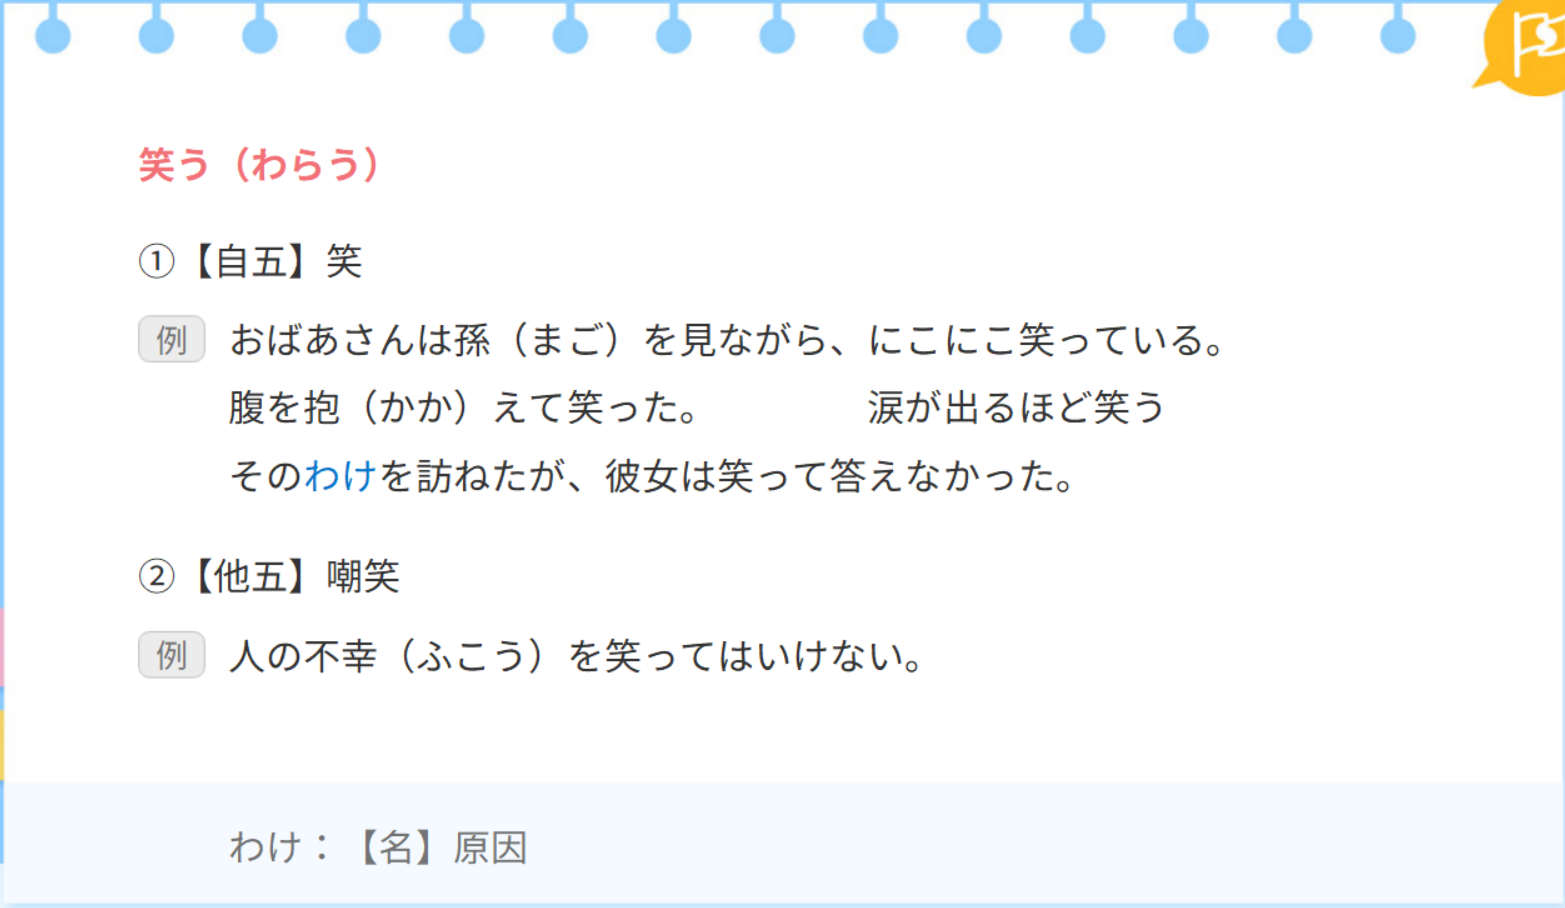 笑う（わらう）
①【自五】笑
例 おばあさんは孫（まご）を見ながら、にこにこ笑っている。
腹を抱（かか）えて笑った。 涙が出るほど笑う
そのわけを訪ねたが、彼女は笑って答えなかった。
②【他五】嘲笑
例 人の不幸（ふこう）を笑ってはいけない。
わけ：【名】原因